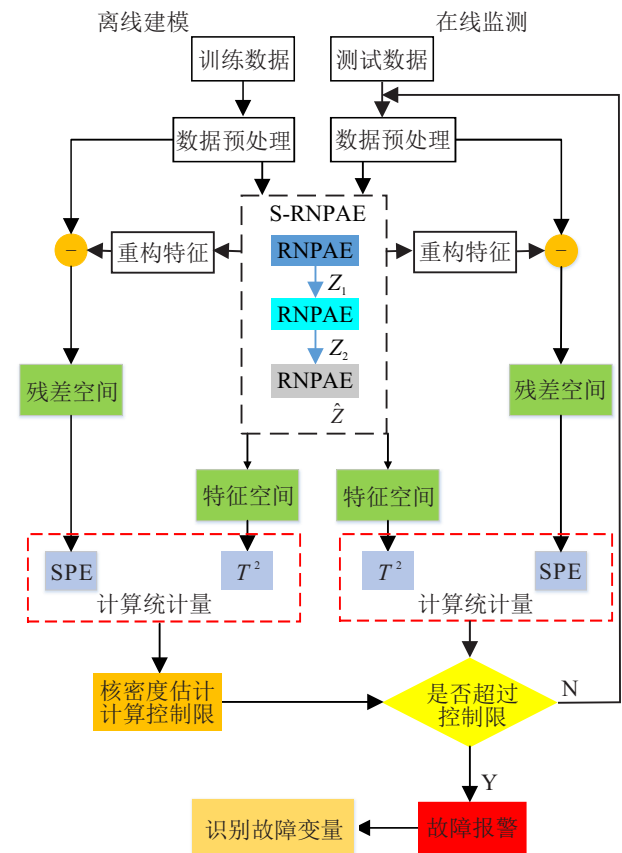 离线建模
在线监测
训练数据
测试数据
数据预处理
数据预处理
S-RNPAE
−
重构特征
RNPAE
重构特征
−
Z₁
RNPAE
Z₂
残差空间
RNPAE
残差空间
Ẑ
特征空间
特征空间
SPE
T²
T²
SPE
计算统计量
计算统计量
核密度估计
计算控制限
是否超过
控制限
N
Y
识别故障变量
故障报警